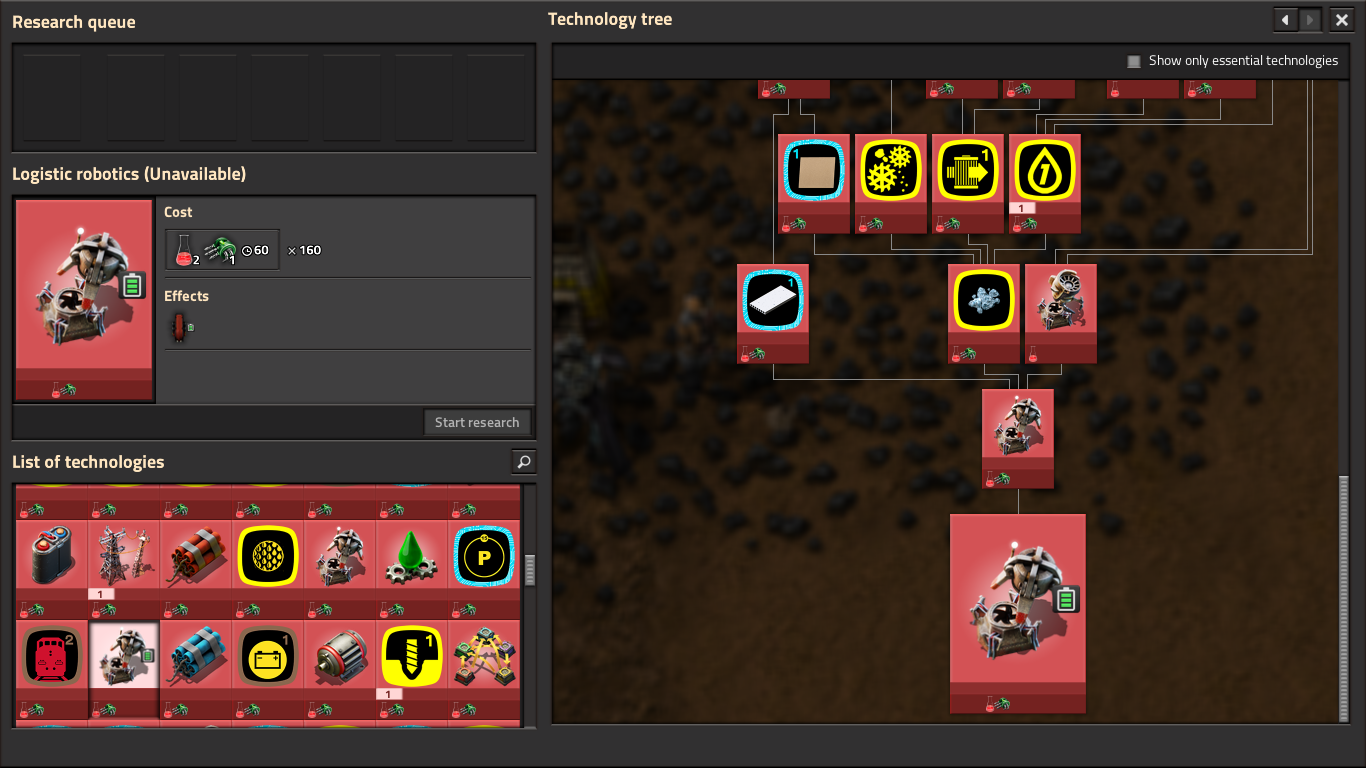 Research queue
Technology tree
Show only essential technologies
Logistic robotics (Unavailable)
Cost
2 1 60 × 160
Effects
Start research
List of technologies
1
P
2
1
1
1
1
1
1
1
1